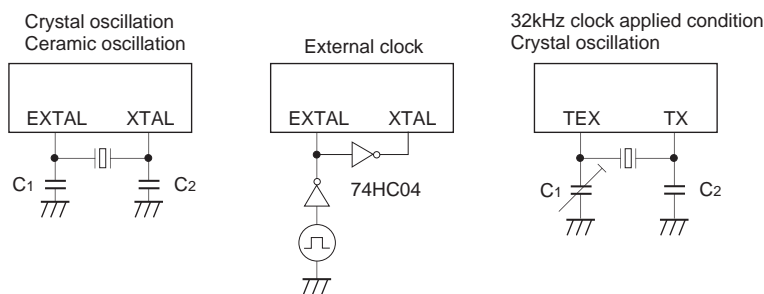 Crystal oscillation
Ceramic oscillation
EXTAL XTAL
C1 C2
External clock
EXTAL XTAL
74HC04
32kHz clock applied condition
Crystal oscillation
TEX TX
C1 C2